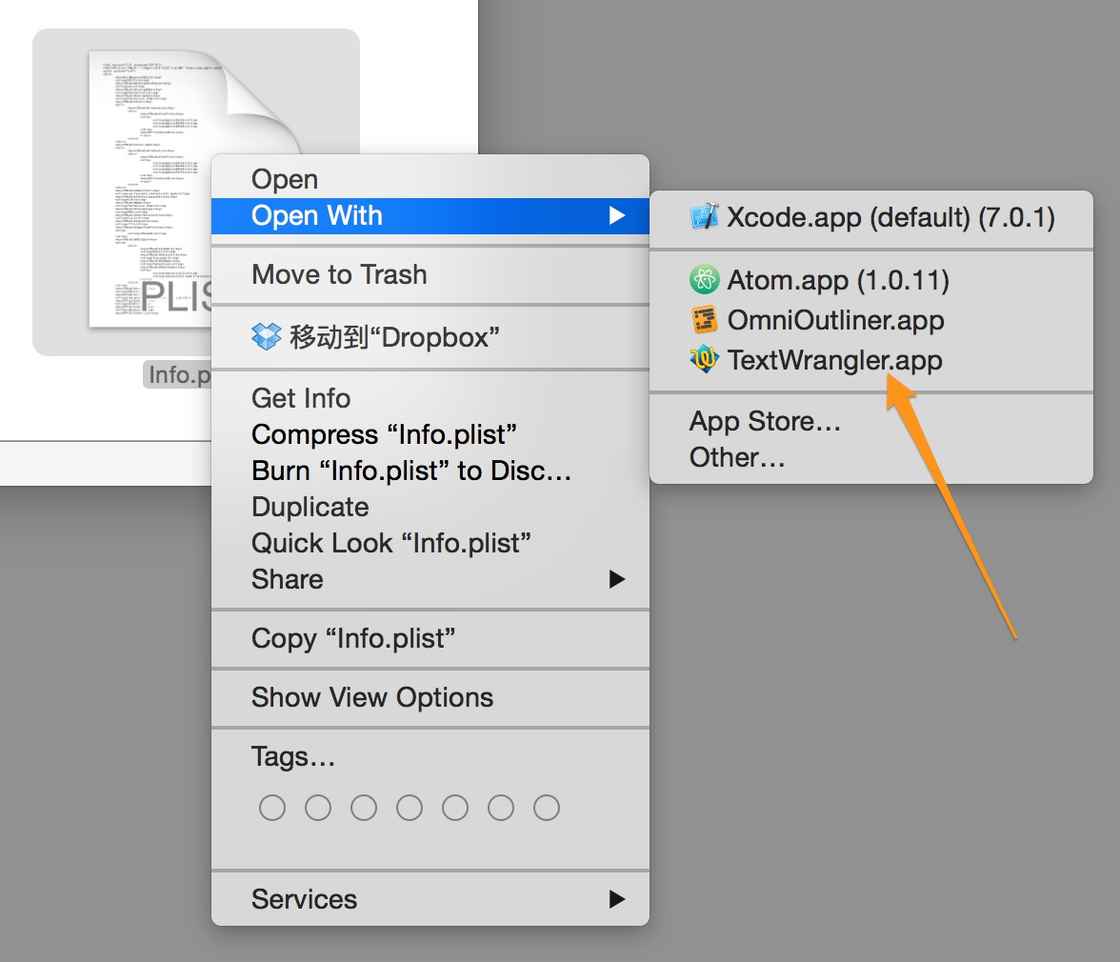 PLIS
Info.p
Open
Open With
Move to Trash
移动到“Dropbox”
Get Info
Compress “Info.plist”
Burn “Info.plist” to Disc…
Duplicate
Quick Look “Info.plist”
Share
Copy “Info.plist”
Show View Options
Tags…
Services
Xcode.app (default) (7.0.1)
Atom.app (1.0.11)
OmniOutliner.app
TextWrangler.app
App Store…
Other…